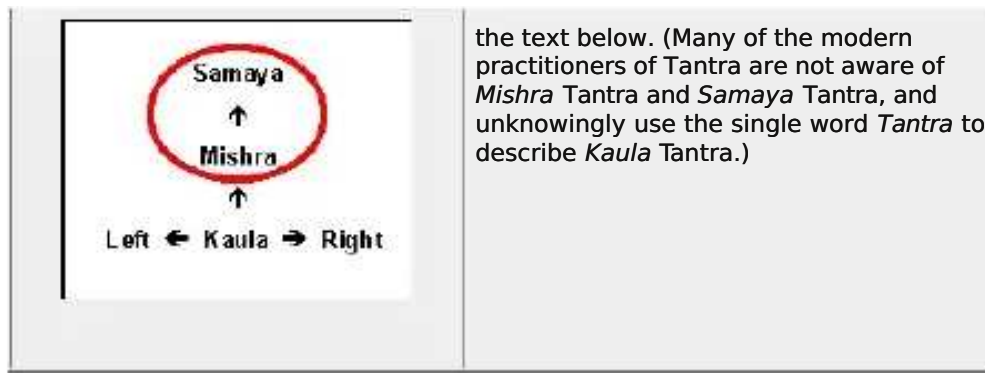 Samaya
↑
Mishra
↑
Left ← Kaula → Right
the text below. (Many of the modern
practitioners of Tantra are not aware of
Mishra Tantra and Samaya Tantra, and
unknowingly use the single word Tantra to
describe Kaula Tantra.)